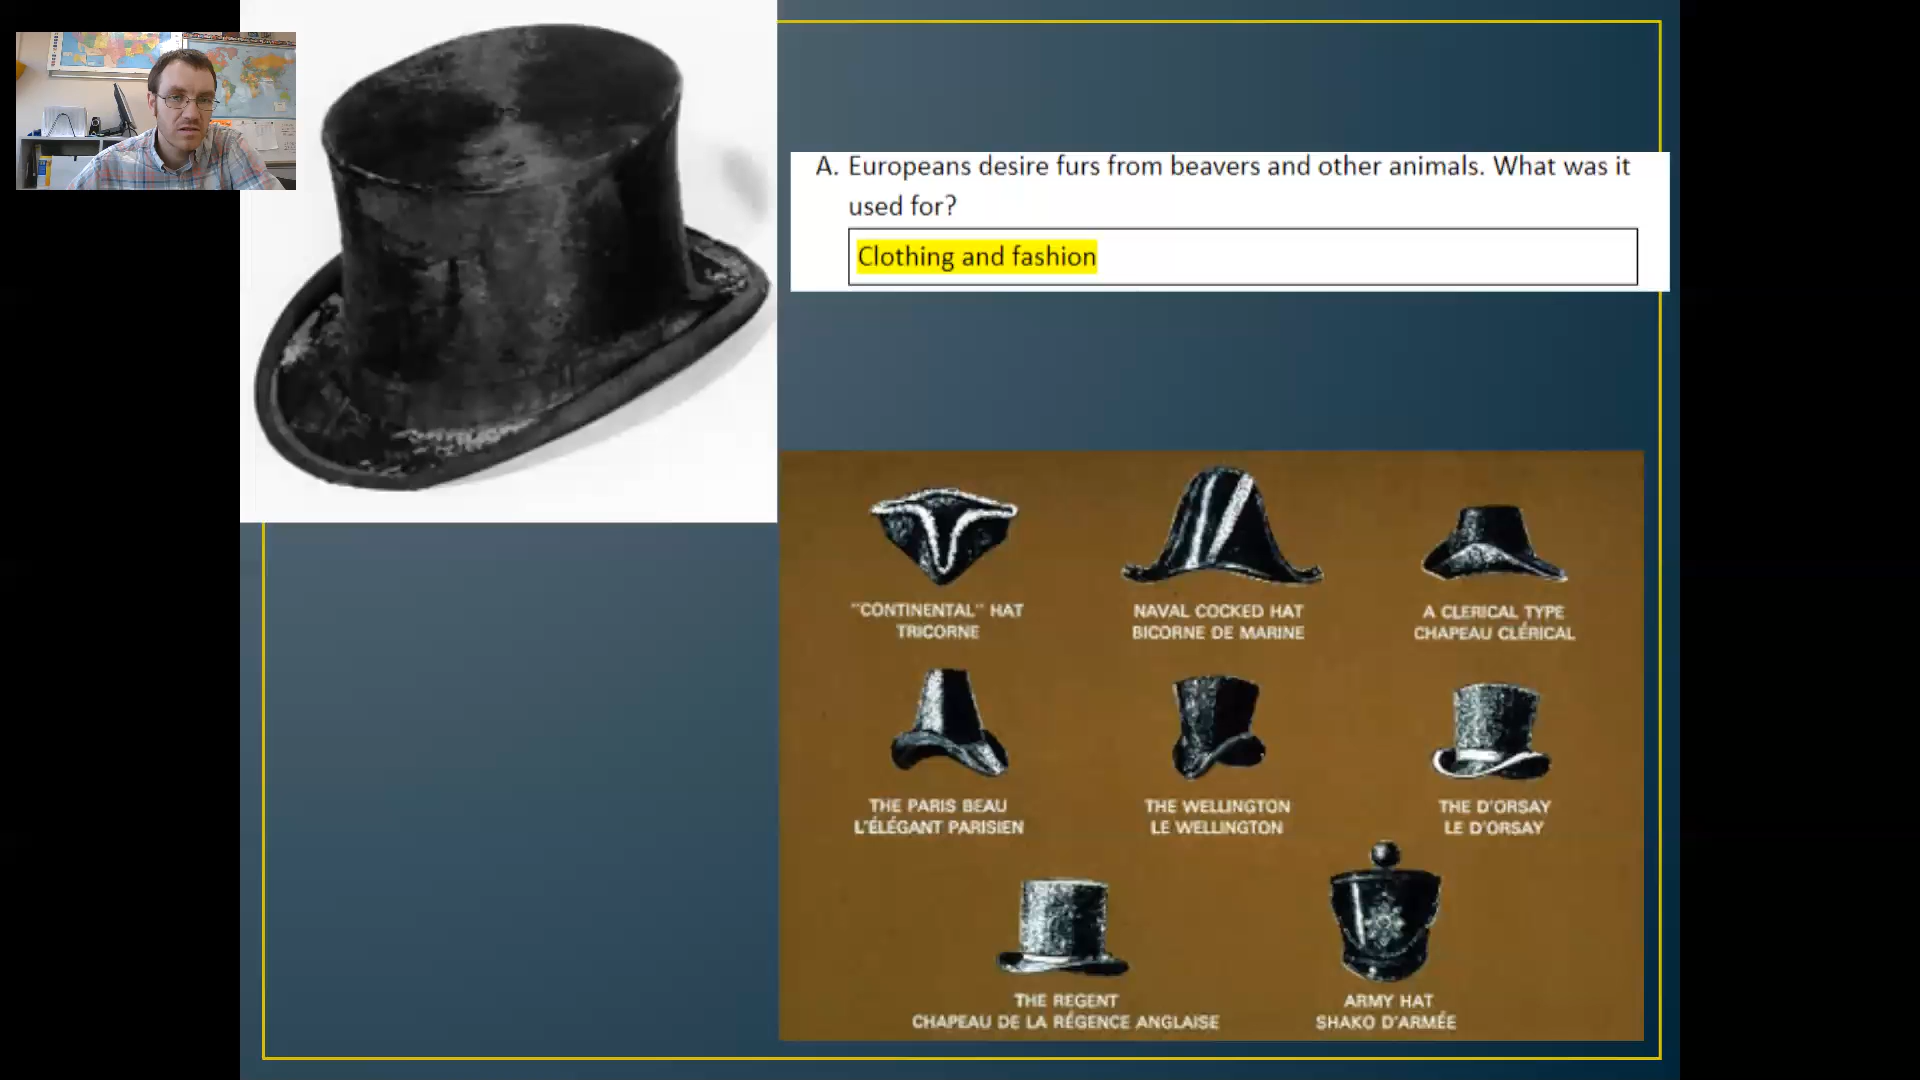 A. Europeans desire furs from beavers and other animals. What was it
used for?
Clothing and fashion
"CONTINENTAL" HAT
TRICORNE
NAVAL COCKED HAT
BICORNE DE MARINE
A CLERICAL TYPE
CHAPEAU CLÉRICAL
THE PARIS BEAU
L'ÉLÉGANT PARISIEN
THE WELLINGTON
LE WELLINGTON
THE D'ORSAY
LE D'ORSAY
THE REGENT
CHAPEAU DE LA RÉGENCE ANGLAISE
ARMY HAT
SHAKO D'ARMÉE